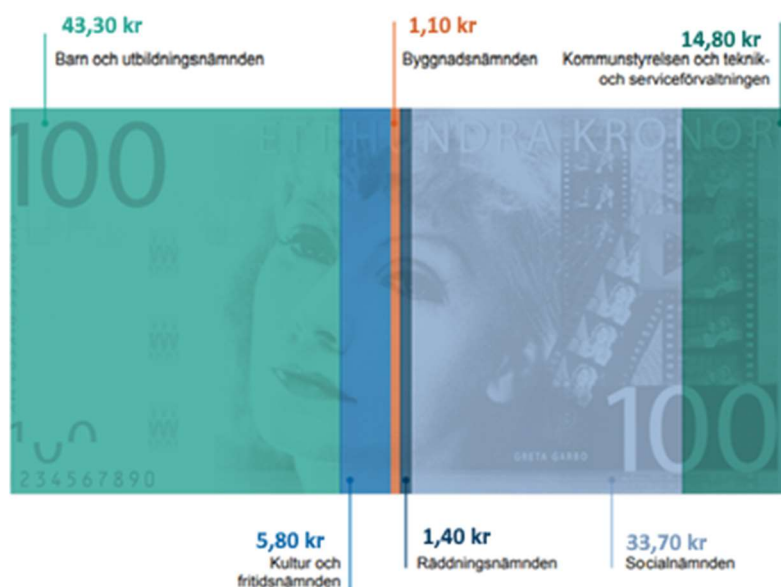 43,30 kr
Barn och utbildningsnämnden
1,10 kr
Byggnadsnämnden
14,80 kr
Kommunstyrelsen och teknik-
och serviceförvaltningen
100
ETT HUNDRA KRONOR
234567890
GRETA GARBO
100
5,80 kr
Kultur och
fritidsnämnden
1,40 kr
Räddningsnämnden
33,70 kr
Socialnämnden